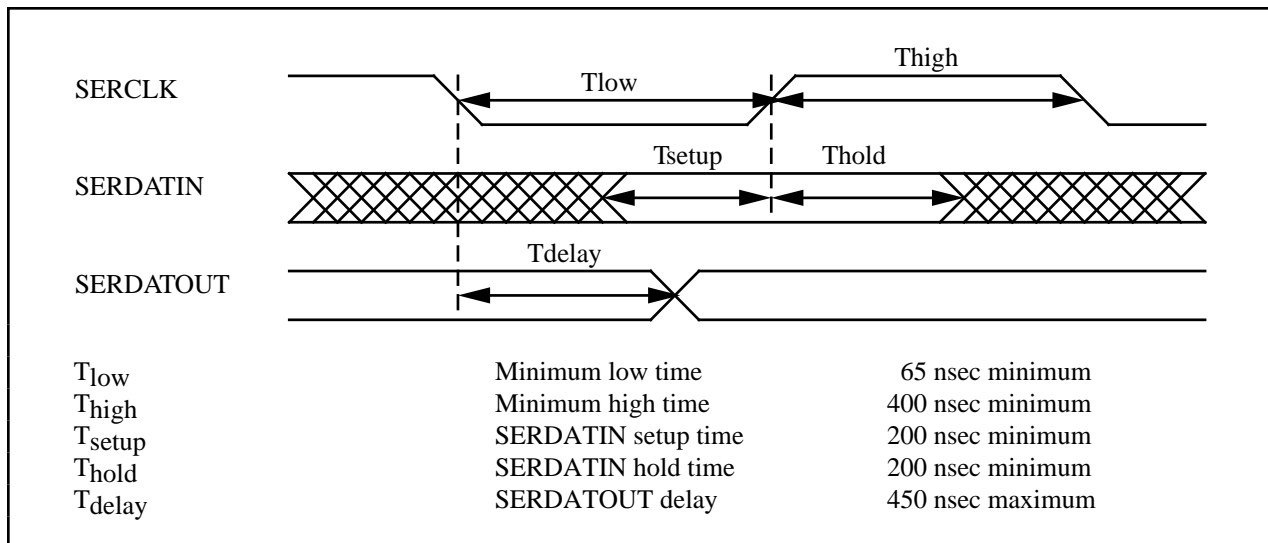 Thigh
SERCLK
Tlow
Tsetup
Thold
SERDATIN
Tdelay
SERDATOUT
Tlow Minimum low time 65 nsec minimum
Thigh Minimum high time 400 nsec minimum
Tsetup SERDATIN setup time 200 nsec minimum
Thold SERDATIN hold time 200 nsec minimum
Tdelay SERDATOUT delay 450 nsec maximum